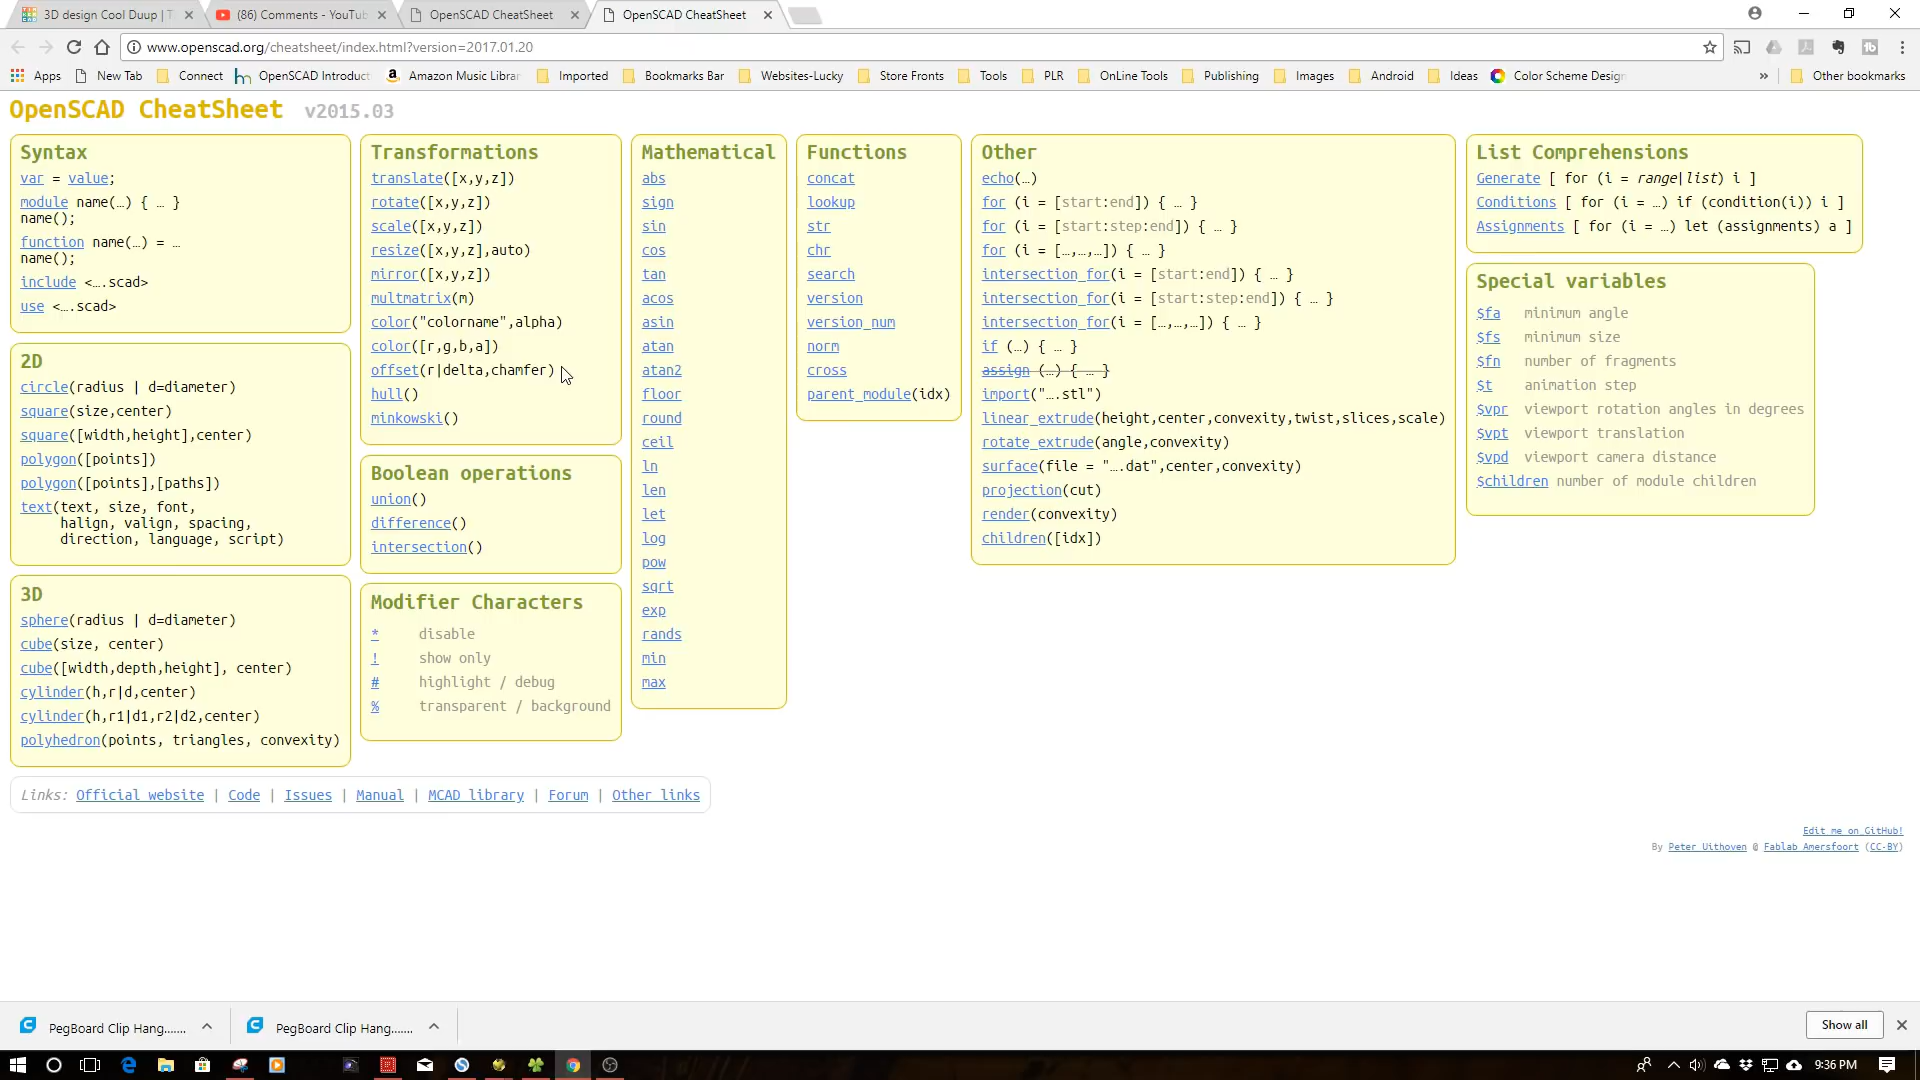 3D design Cool Duup | T
(86) Comments - YouTub
OpenSCAD CheatSheet
OpenSCAD CheatSheet
www.openscad.org/cheatsheet/index.html?version=2017.01.20
Apps
New Tab
Connect
OpenSCAD Introduct
Amazon Music Librar
Imported
Bookmarks Bar
Websites-Lucky
Store Fronts
Tools
PLR
OnLine Tools
Publishing
Images
Android
Ideas
Color Scheme Design
»
Other bookmarks
OpenSCAD CheatSheet v2015.03
Syntax
var = value;
module name(…) { … }
name();
function name(…) = …
name();
include <….scad>
use <….scad>
2D
circle(radius | d=diameter)
square(size,center)
square([width,height],center)
polygon([points])
polygon([points],[paths])
text(text, size, font,
halign, valign, spacing,
direction, language, script)
3D
sphere(radius | d=diameter)
cube(size, center)
cube([width,depth,height], center)
cylinder(h,r|d,center)
cylinder(h,r1|d1,r2|d2,center)
polyhedron(points, triangles, convexity)
Transformations
translate([x,y,z])
rotate([x,y,z])
scale([x,y,z])
resize([x,y,z],auto)
mirror([x,y,z])
multmatrix(m)
color("colorname",alpha)
color([r,g,b,a])
offset(r|delta,chamfer)
hull()
minkowski()
Boolean operations
union()
difference()
intersection()
Modifier Characters
* disable
! show only
# highlight / debug
% transparent / background
Mathematical
abs
sign
sin
cos
tan
acos
asin
atan
atan2
floor
round
ceil
ln
len
let
log
pow
sqrt
exp
rands
min
max
Functions
concat
lookup
str
chr
search
version
version_num
norm
cross
parent_module(idx)
Other
echo(…)
for (i = [start:end]) { … }
for (i = [start:step:end]) { … }
for (i = […,…,…]) { … }
intersection_for(i = [start:end]) { … }
intersection_for(i = [start:step:end]) { … }
intersection_for(i = […,…,…]) { … }
if (…) { … }
assign (…) { … }
import("….stl")
linear_extrude(height,center,convexity,twist,slices,scale)
rotate_extrude(angle,convexity)
surface(file = "….dat",center,convexity)
projection(cut)
render(convexity)
children([idx])
List Comprehensions
Generate [ for (i = range|list) i ]
Conditions [ for (i = …) if (condition(i)) i ]
Assignments [ for (i = …) let (assignments) a ]
Special variables
$fa minimum angle
$fs minimum size
$fn number of fragments
$t animation step
$vpr viewport rotation angles in degrees
$vpt viewport translation
$vpd viewport camera distance
$children number of module children
Links: Official website | Code | Issues | Manual | MCAD library | Forum | Other links
Edit me on GitHub!
By Peter Uithoven @ Fablab Amersfoort (CC-BY)
PegBoard Clip Hang.......
PegBoard Clip Hang.......
Show all
9:36 PM